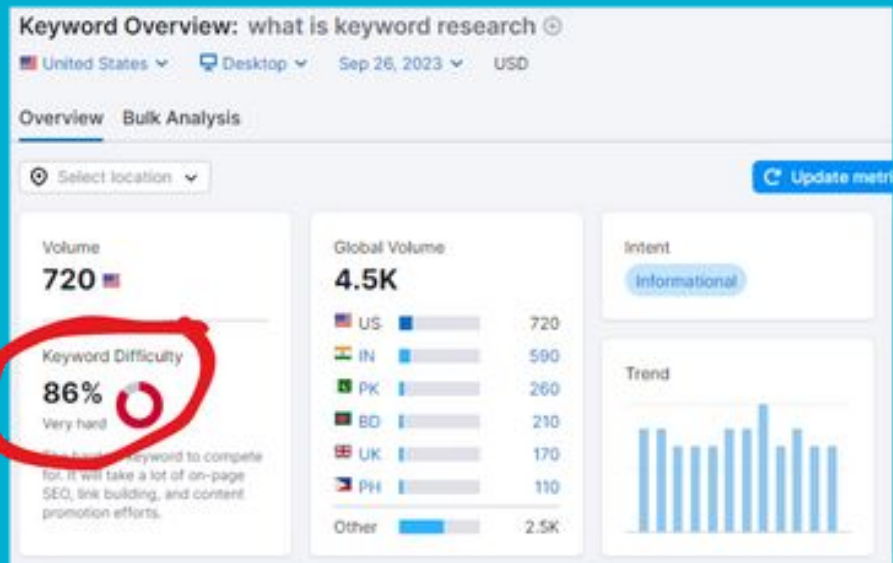 Keyword Overview: what is keyword research
United States Desktop Sep 26, 2023 USD
Overview Bulk Analysis
Select location
Update metri
Volume
720
Keyword Difficulty
86%
Very hard
keyword to compete
for. It will take a lot of on-page
SEO, link building, and content
promotion efforts.
Global Volume
4.5K
US 720
IN 590
PK 260
BD 210
UK 170
PH 110
Other 2.5K
Intent
Informational
Trend